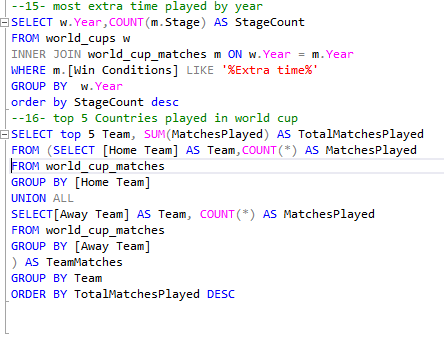 --15- most extra time played by year
SELECT w.Year,COUNT(m.Stage) AS StageCount
FROM world_cups w
INNER JOIN world_cup_matches m ON w.Year = m.Year
WHERE m.[Win Conditions] LIKE '%Extra time%'
GROUP BY  w.Year
order by StageCount desc
--16- top 5 Countries played in world cup
SELECT top 5 Team, SUM(MatchesPlayed) AS TotalMatchesPlayed
FROM (SELECT [Home Team] AS Team,COUNT(*) AS MatchesPlayed
FROM world_cup_matches
GROUP BY [Home Team]
UNION ALL
SELECT[Away Team] AS Team, COUNT(*) AS MatchesPlayed
FROM world_cup_matches
GROUP BY [Away Team]
) AS TeamMatches
GROUP BY Team
ORDER BY TotalMatchesPlayed DESC